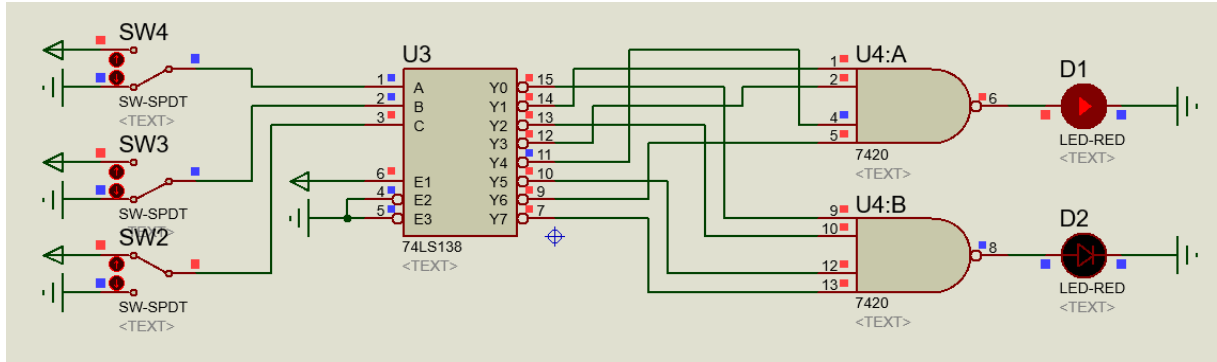 SW4
SW-SPDT
<TEXT>
SW3
SW-SPDT
<TEXT>
SW2
SW-SPDT
<TEXT>
U3
1 A
2 B
3 C
6 E1
4 E2
5 E3
Y0 15
Y1 14
Y2 13
Y3 12
Y4 11
Y5 10
Y6 9
Y7 7
74LS138
<TEXT>
U4:A
1
2
4
5
6
7420
<TEXT>
U4:B
9
10
12
13
8
7420
<TEXT>
D1
LED-RED
<TEXT>
D2
LED-RED
<TEXT>